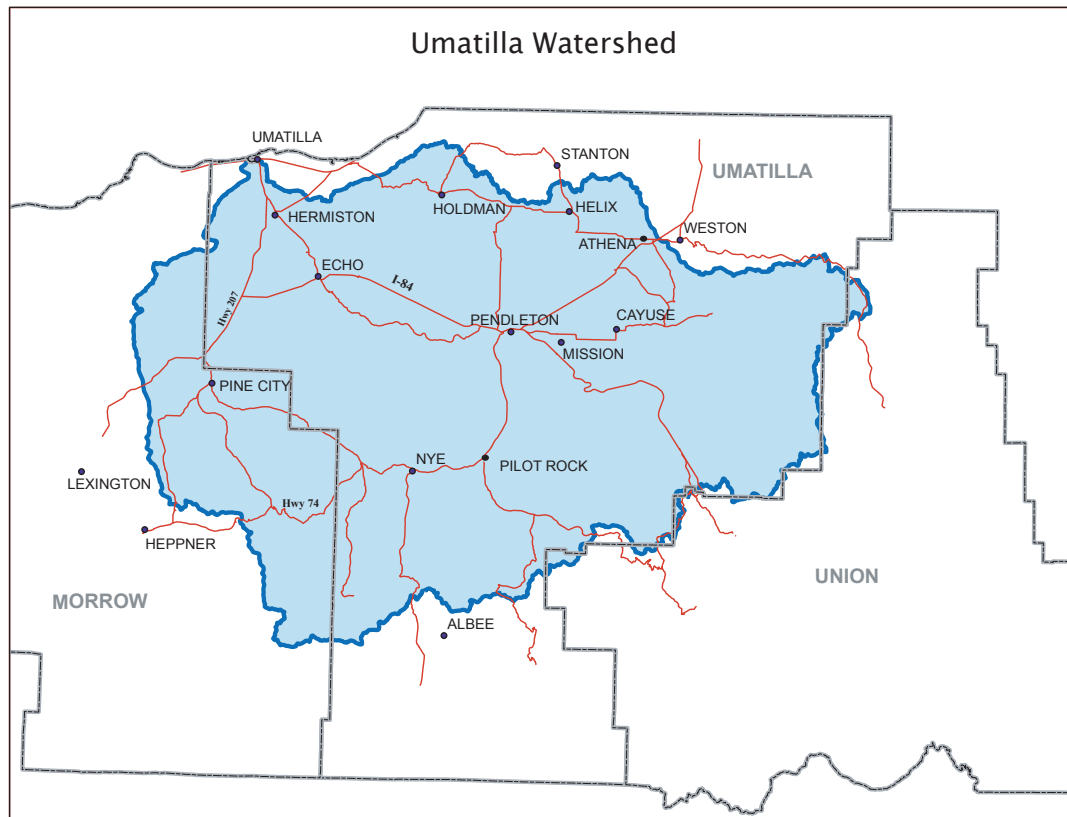 Umatilla Watershed
UMATILLA
STANTON
UMATILLA
HOLDMAN
HELIX
HERMISTON
WESTON
ATHENA
ECHO
I-84
Hwy 207
PENDLETON
CAYUSE
MISSION
PINE CITY
NYE
PILOT ROCK
LEXINGTON
Hwy 74
HEPPNER
UNION
MORROW
ALBEE